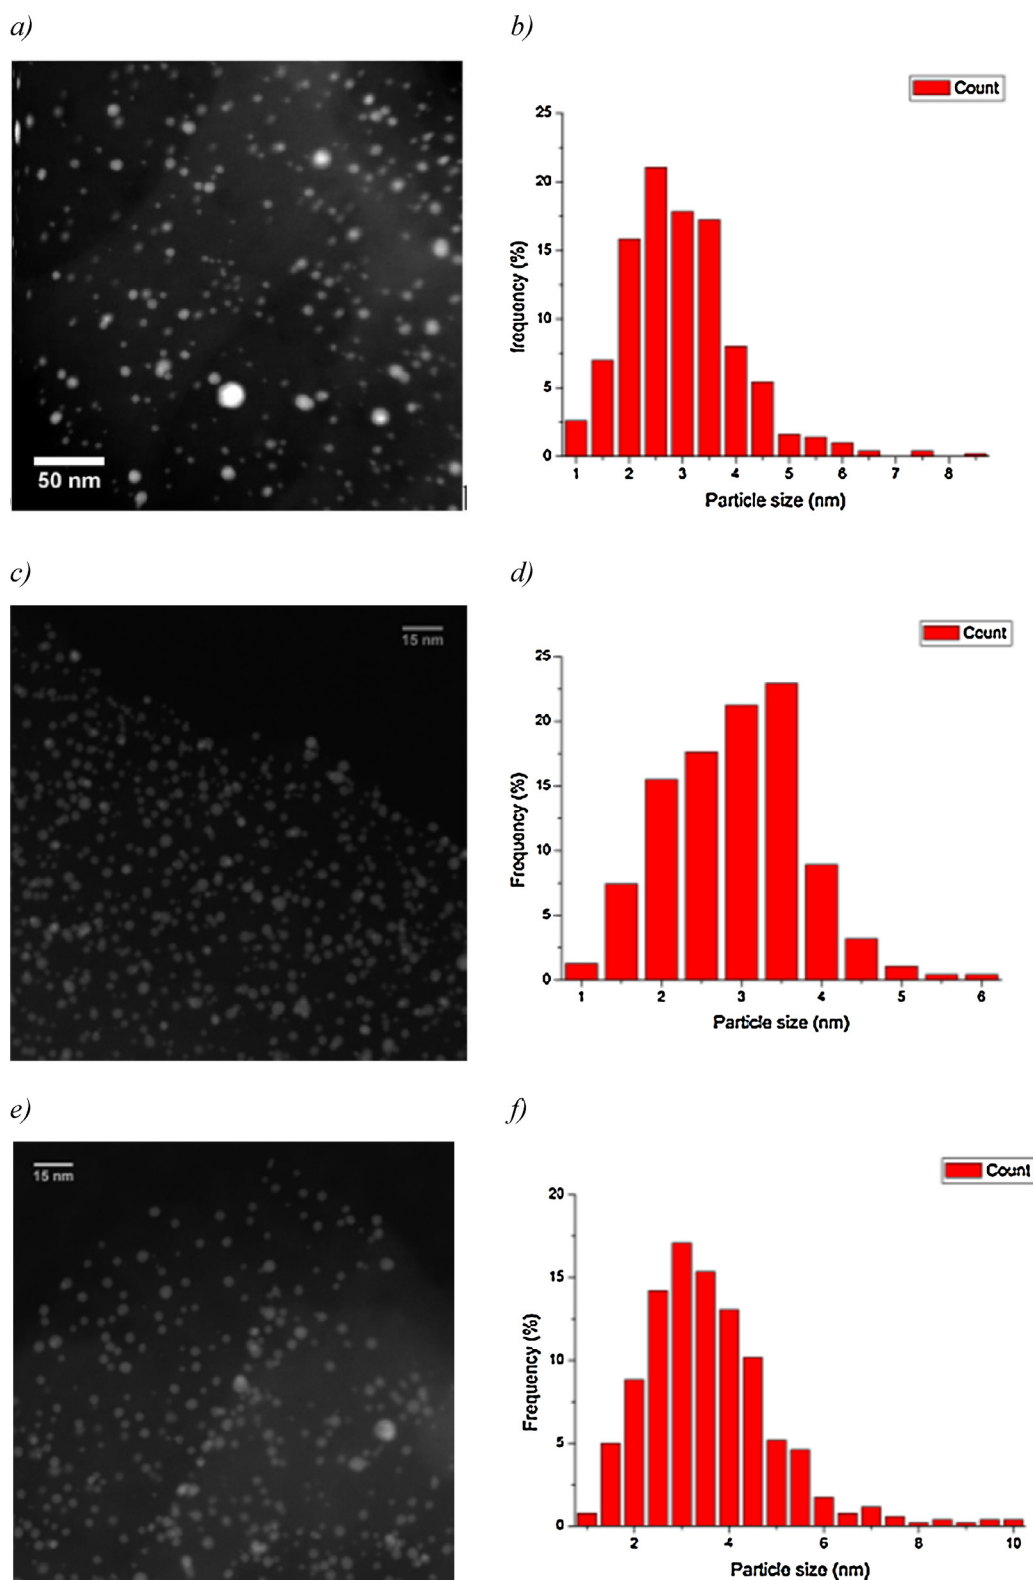 a)
b)
50 nm
Count
25
20
15
10
5
0
frequency (%)
1 2 3 4 5 6 7 8
Particle size (nm)
c)
d)
15 nm
Count
25
20
15
10
5
0
Frequency (%)
1 2 3 4 5 6
Particle size (nm)
e)
f)
15 nm
Count
20
15
10
5
0
Frequency (%)
2 4 6 8 10
Particle size (nm)